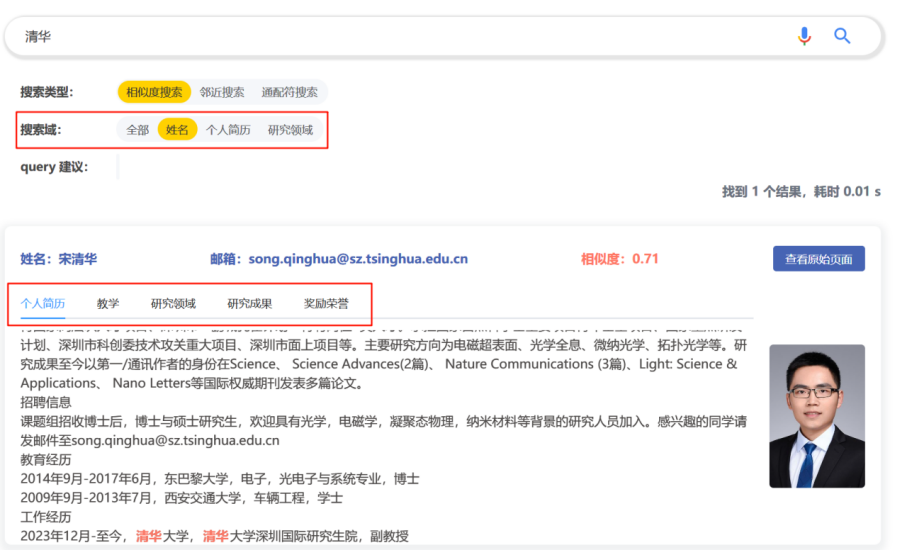 清华
搜索类型： 相似度搜索 邻近搜索 通配符搜索
搜索域： 全部 姓名 个人简历 研究领域
query 建议：
找到 1 个结果，耗时 0.01 s
姓名：宋清华 邮箱：song.qinghua@sz.tsinghua.edu.cn 相似度：0.71 查看原始页面
个人简历 教学 研究领域 研究成果 奖励荣誉
计划、深圳市科创委技术攻关重大项目、深圳市面上项目等。主要研究方向为电磁超表面、光学全息、微纳光学、拓扑光学等。研
究成果至今以第一/通讯作者的身份在Science、 Science Advances(2篇)、 Nature Communications (3篇)、Light: Science &
Applications、 Nano Letters等国际权威期刊发表多篇论文。
招聘信息
课题组招收博士后，博士与硕士研究生，欢迎具有光学，电磁学，凝聚态物理，纳米材料等背景的研究人员加入。感兴趣的同学请
发邮件至song.qinghua@sz.tsinghua.edu.cn
教育经历
2014年9月-2017年6月，东巴黎大学，电子，光电子与系统专业，博士
2009年9月-2013年7月，西安交通大学，车辆工程，学士
工作经历
2023年12月-至今，清华大学，清华大学深圳国际研究生院，副教授